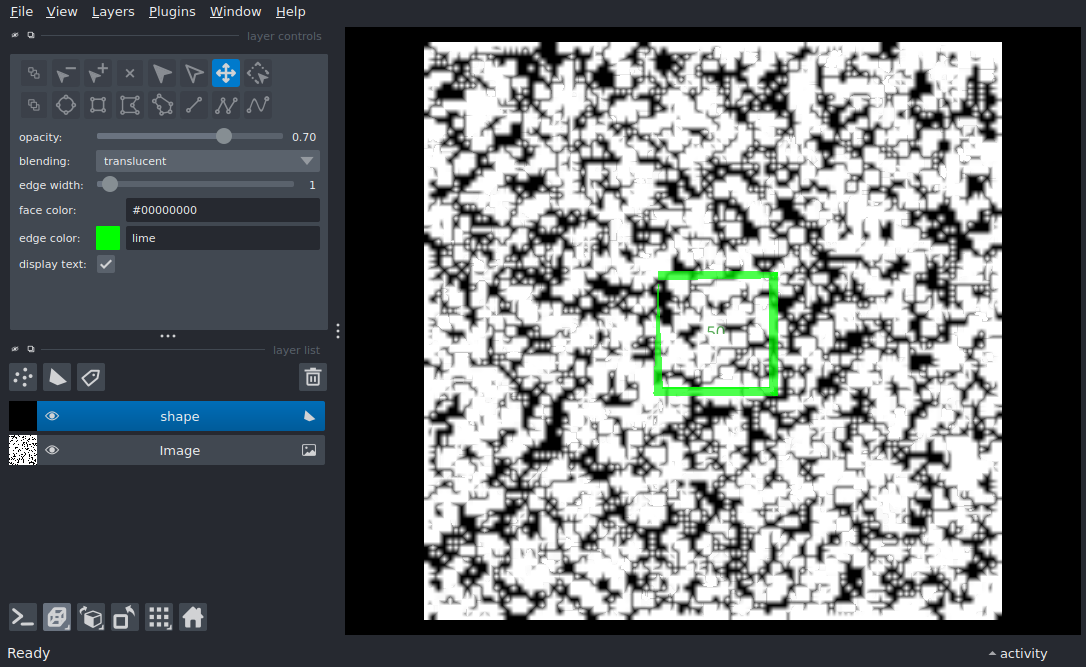 File View Layers Plugins Window Help
layer controls
opacity: 0.70
blending: translucent
edge width: 1
face color: #00000000
edge color: lime
display text:
50
layer list
shape
Image
Ready
activity